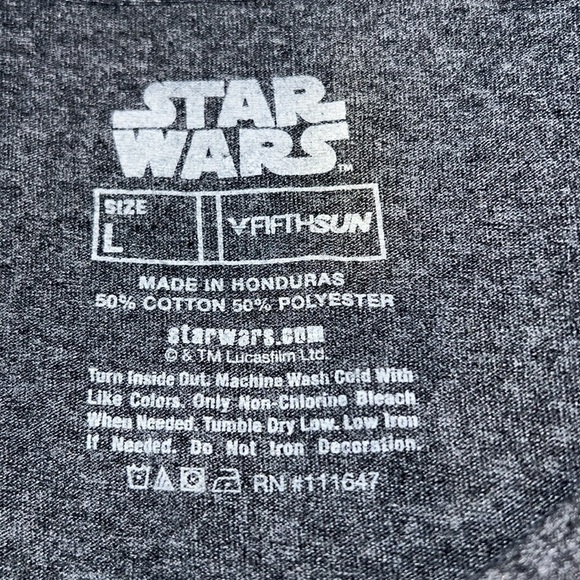 STAR
WARS™
SIZE
L
FIFTHSUN
MADE IN HONDURAS
50% COTTON 50% POLYESTER
starwars.com
© & TM Lucasfilm Ltd.
Turn Inside Out. Machine Wash Cold With
Like Colors. Only Non-Chlorine Bleach
When Needed. Tumble Dry Low. Low Iron
If Needed. Do Not Iron Decoration.
RN #111647